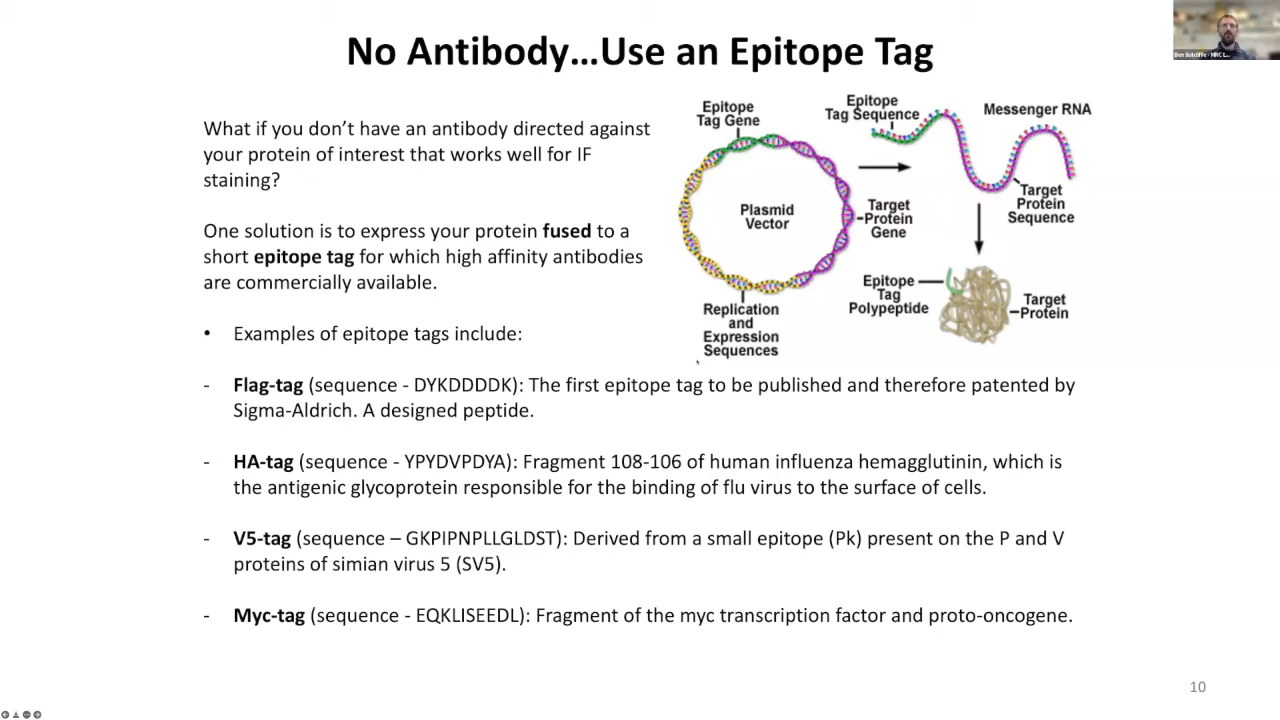 No Antibody…Use an Epitope Tag
Ben Sutcliffe - MRC L...
What if you don’t have an antibody directed against
your protein of interest that works well for IF
staining?
One solution is to express your protein fused to a
short epitope tag for which high affinity antibodies
are commercially available.
• Examples of epitope tags include:
Epitope
Tag Gene
Plasmid
Vector
Target
Protein
Gene
Replication
and
Expression
Sequences
Epitope
Tag Sequence
Messenger RNA
Target
Protein
Sequence
Epitope
Tag
Polypeptide
Target
Protein
- Flag-tag (sequence - DYKDDDDK): The first epitope tag to be published and therefore patented by
Sigma-Aldrich. A designed peptide.
- HA-tag (sequence - YPYDVPDYA): Fragment 108-106 of human influenza hemagglutinin, which is
the antigenic glycoprotein responsible for the binding of flu virus to the surface of cells.
- V5-tag (sequence – GKPIPNPLLGLDST): Derived from a small epitope (Pk) present on the P and V
proteins of simian virus 5 (SV5).
- Myc-tag (sequence - EQKLISEEDL): Fragment of the myc transcription factor and proto-oncogene.
10